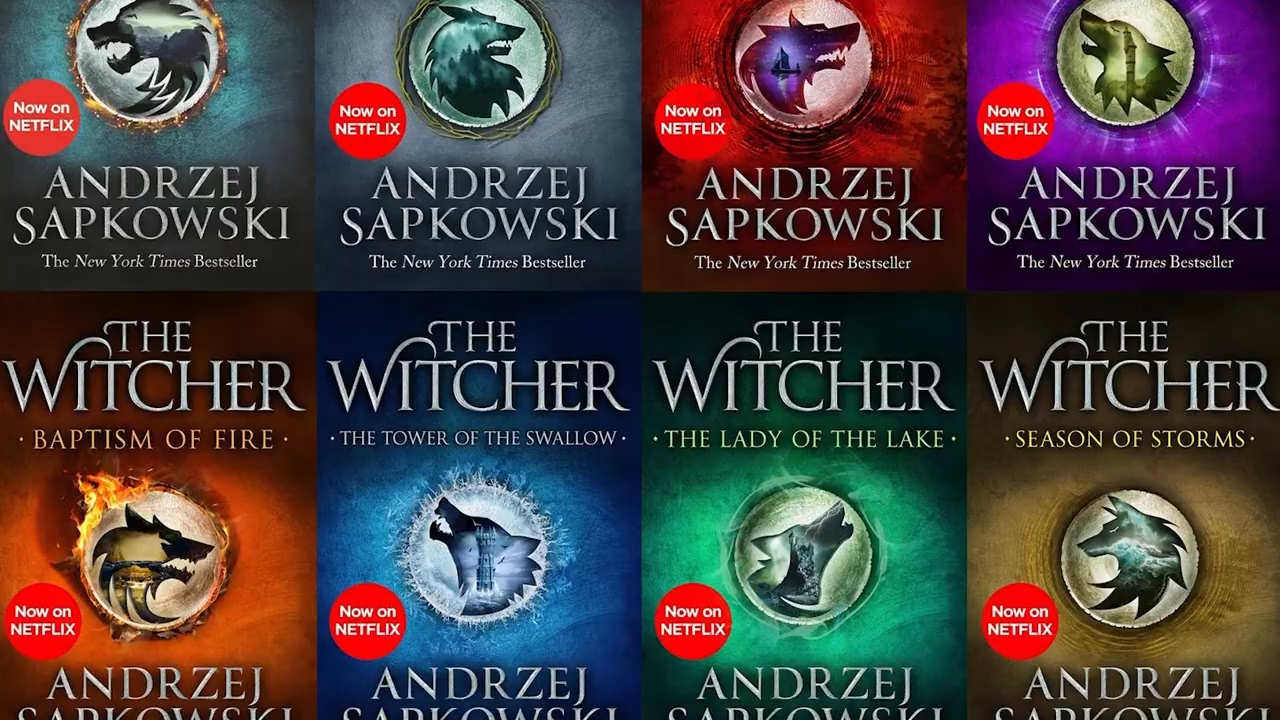 Now on
NETFLIX
ANDRZEJ
SAPKOWSKI
The New York Times Bestseller
Now on
NETFLIX
ANDRZEJ
SAPKOWSKI
The New York Times Bestseller
Now on
NETFLIX
ANDRZEJ
SAPKOWSKI
The New York Times Bestseller
Now on
NETFLIX
ANDRZEJ
SAPKOWSKI
The New York Times Bestseller
THE
WITCHER
· BAPTISM OF FIRE ·
Now on
NETFLIX
ANDRZEJ
SAPKOWSKI
THE
WITCHER
· THE TOWER OF THE SWALLOW ·
Now on
NETFLIX
ANDRZEJ
SAPKOWSKI
THE
WITCHER
· THE LADY OF THE LAKE ·
Now on
NETFLIX
ANDRZEJ
SAPKOWSKI
THE
WITCHER
· SEASON OF STORMS ·
Now on
NETFLIX
ANDRZEJ
SAPKOWSKI